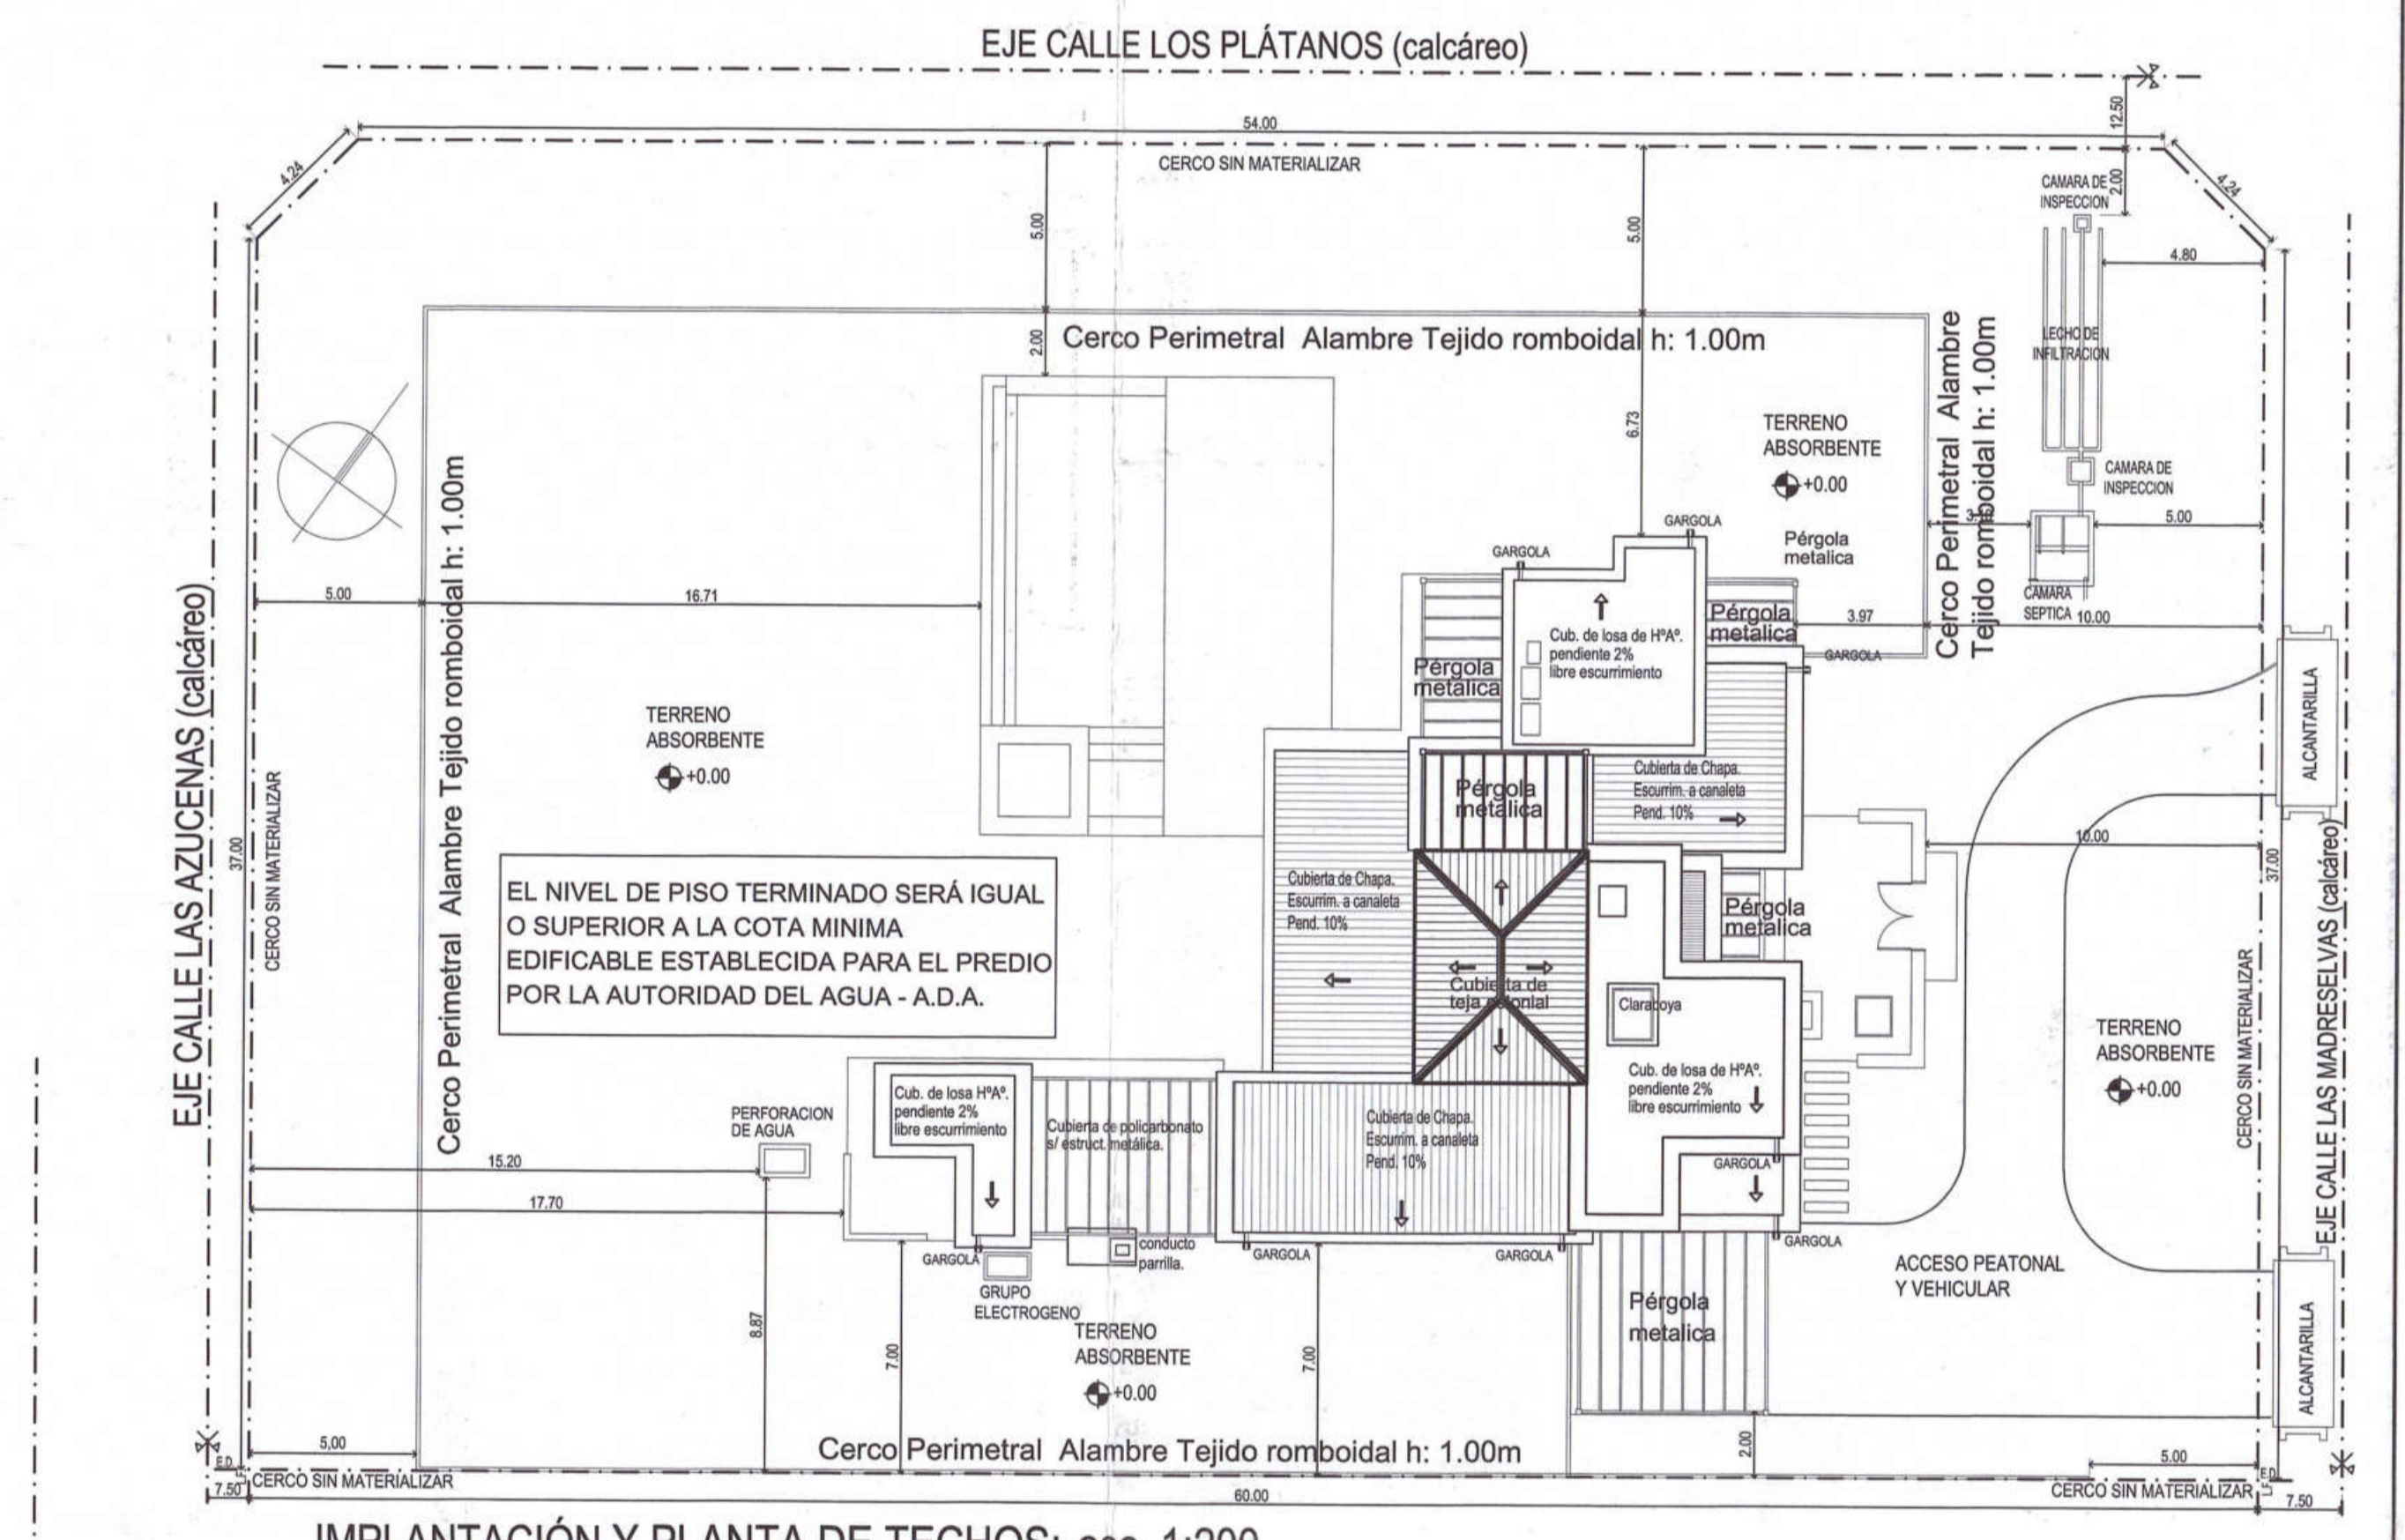 EJE CALLE LOS PLÁTANOS (calcáreo)
54.00
12.50
CERCO SIN MATERIALIZAR
4.24
4.24
CAMARA DE
INSPECCION
2.00
5.00
5.00
4.80
2.00
Cerco Perimetral Alambre Tejido romboidal h: 1.00m
LECHO DE
INFILTRACION
Cerco Perimetral Alambre
Tejido romboidal h: 1.00m
6.73
TERRENO
ABSORBENTE
+0.00
CAMARA DE
INSPECCION
5.00
GARGOLA
GARGOLA
Pérgola
metalica
CAMARA
SEPTICA
10.00
EJE CALLE LAS AZUCENAS (calcáreo)
37.00
CERCO SIN MATERIALIZAR
Cerco Perimetral Alambre Tejido romboidal h: 1.00m
5.00
16.71
Cub. de losa de HºAº.
pendiente 2%
libre escurrimiento
Pérgola
metalica
3.97
GARGOLA
Pérgola
metalica
TERRENO
ABSORBENTE
+0.00
ALCANTARILLA
Pérgola
metalica
Cubierta de Chapa.
Escurrim. a canaleta
Pend. 10%
10.00
37.00
EL NIVEL DE PISO TERMINADO SERÁ IGUAL
O SUPERIOR A LA COTA MINIMA
EDIFICABLE ESTABLECIDA PARA EL PREDIO
POR LA AUTORIDAD DEL AGUA - A.D.A.
Cubierta de Chapa.
Escurrim. a canaleta
Pend. 10%
Pérgola
metalica
Cubierta de
teja colonial
Claraboya
TERRENO
ABSORBENTE
+0.00
CERCO SIN MATERIALIZAR
EJE CALLE LAS MADRESELVAS (calcáreo)
Cub. de losa de HºAº.
pendiente 2%
libre escurrimiento
PERFORACION
DE AGUA
Cub. de losa HºAº.
pendiente 2%
libre escurrimiento
Cubierta de policarbonato
s/ estruct. metálica.
Cubierta de Chapa.
Escurrim. a canaleta
Pend. 10%
GARGOLA
15.20
17.70
GARGOLA
conducto
parrilla.
GARGOLA
GARGOLA
GARGOLA
GRUPO
ELECTROGENO
ACCESO PEATONAL
Y VEHICULAR
Pérgola
metalica
8.87
7.00
TERRENO
ABSORBENTE
+0.00
7.00
ALCANTARILLA
5,00
Cerco Perimetral Alambre Tejido romboidal h: 1.00m
2.00
5.00
E.D.
CERCO SIN MATERIALIZAR
E.D.
CERCO SIN MATERIALIZAR
7.50
60.00
7.50
IMPLANTACIÓN Y PLANTA DE TECHOS: esc. 1:200